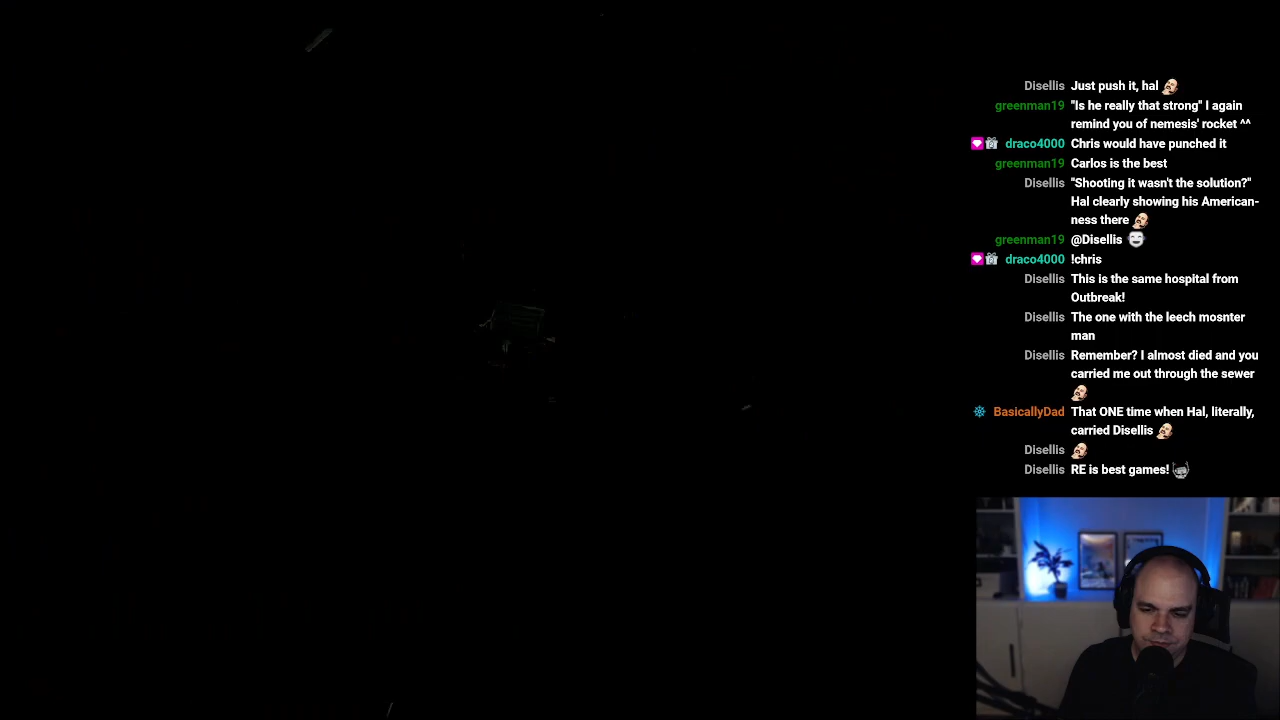 Disellis Just push it, hal
greenman19 "Is he really that strong" I again
remind you of nemesis' rocket ^^
draco4000 Chris would have punched it
greenman19 Carlos is the best
Disellis "Shooting it wasn't the solution?"
Hal clearly showing his American-
ness there
greenman19 @Disellis
draco4000 !chris
Disellis This is the same hospital from
Outbreak!
Disellis The one with the leech mosnter
man
Disellis Remember? I almost died and you
carried me out through the sewer
BasicallyDad That ONE time when Hal, literally,
carried Disellis
Disellis
Disellis RE is best games!